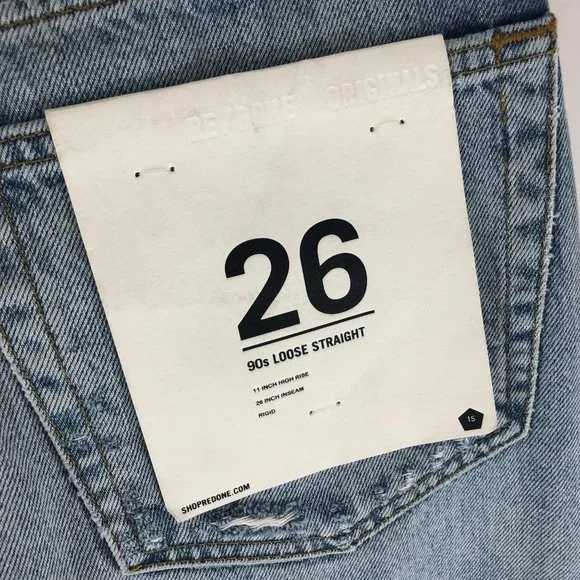 RE/DONE ORIGINALS
26
90s LOOSE STRAIGHT
11 INCH HIGH RISE
26 INCH INSEAM
RIGID
15
SHOPREDONE.COM